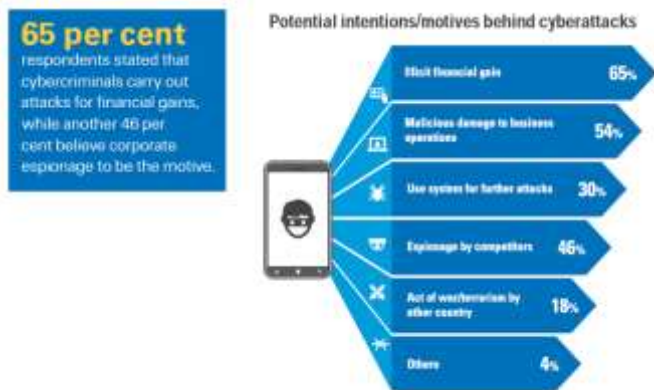 65 per cent
respondents stated that
cybercriminals carry out
attacks for financial gains,
while another 46 per
cent believe corporate
espionage to be the motive.
Potential intentions/motives behind cyberattacks
Illicit financial gain 65%
Malicious damage to business
operations 54%
Use system for further attacks 30%
Espionage by competitors 46%
Act of war/terrorism by
other country 18%
Others 4%